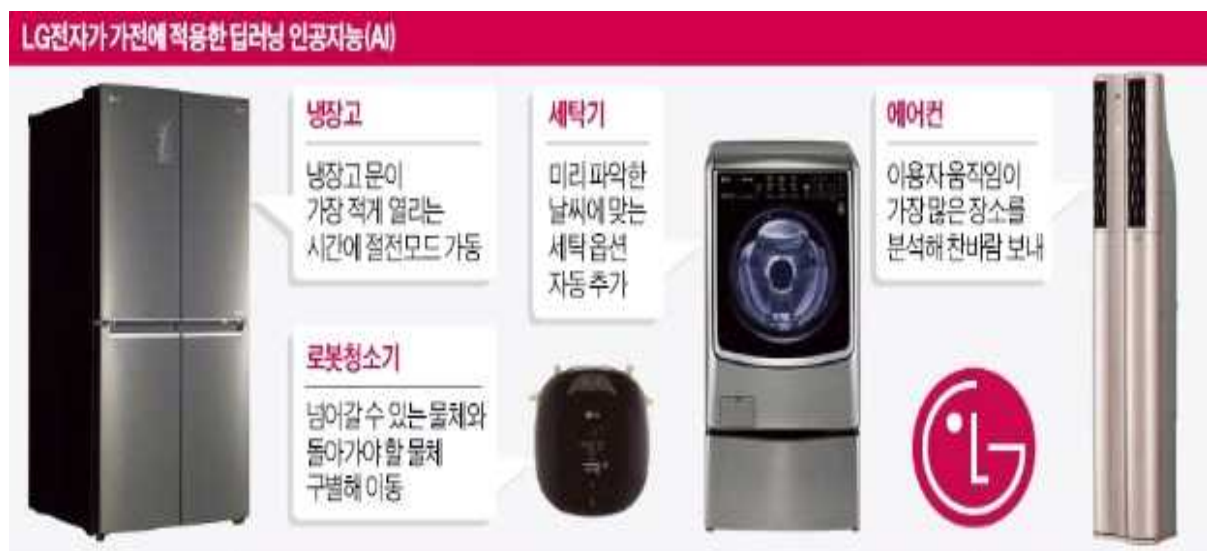 LG전자가 가전에 적용한 딥러닝 인공지능(AI)
냉장고
냉장고 문이
가장 적게 열리는
시간에 절전모드 가동
세탁기
미리 파악한
날씨에 맞는
세탁 옵션
자동 추가
에어컨
이용자 움직임이
가장 많은 장소를
분석해 찬바람 보내
로봇청소기
넘어갈 수 있는 물체와
돌아가야 할 물체
구별해 이동
LG